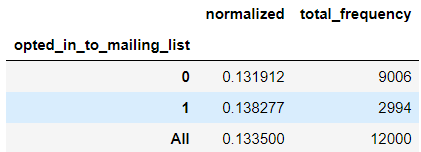 normalized total_frequency
opted_in_to_mailing_list
0 0.131912 9006
1 0.138277 2994
All 0.133500 12000